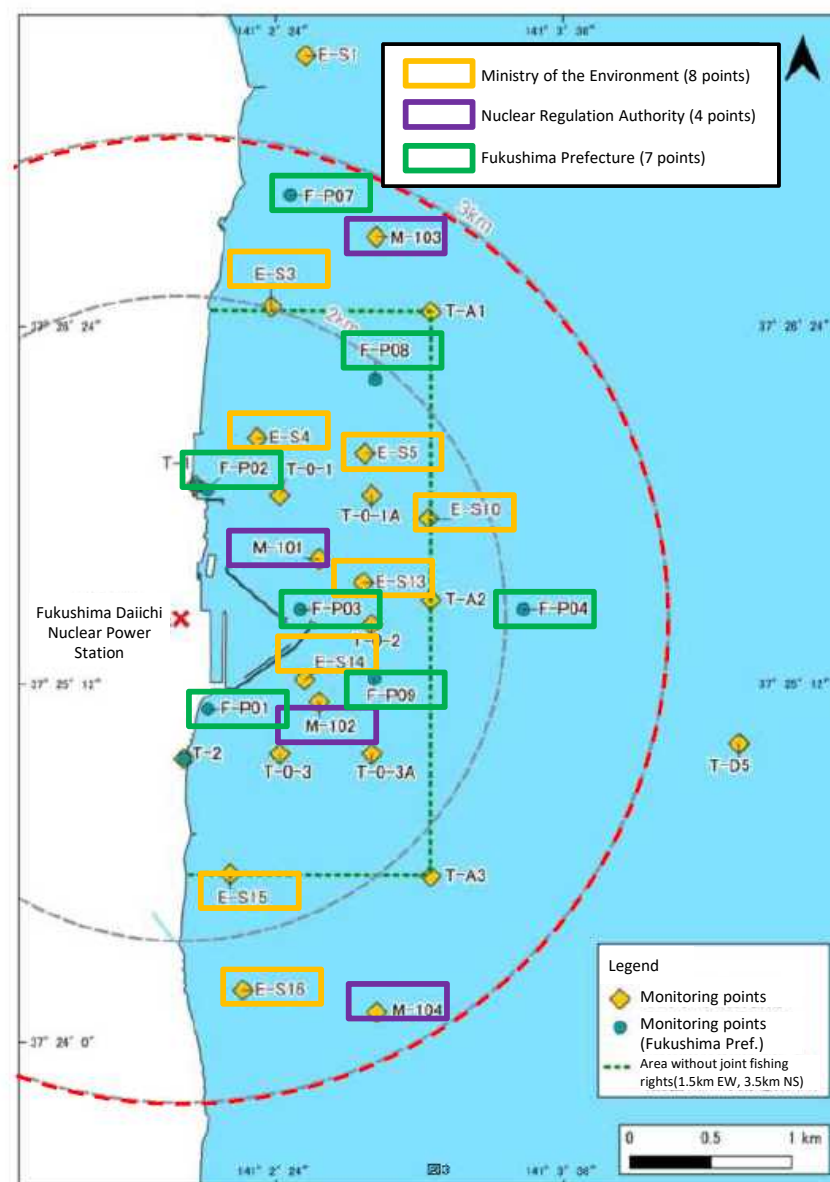 141° 2' 24"
141° 3' 36"
E-S1
Ministry of the Environment (8 points)
Nuclear Regulation Authority (4 points)
Fukushima Prefecture (7 points)
F-P07
3km
M-103
E-S3
T-A1
2km
37° 26' 24"
37° 26' 24"
F-P08
E-S4
E-S5
T-1
F-P02
T-0-1
T-0-1A
E-S10
M-101
E-S13
T-A2
Fukushima Daiichi
Nuclear Power
Station
F-P03
F-P04
T-0-2
E-S14
37° 25' 12"
37° 25' 12"
F-P09
F-P01
M-102
T-2
T-0-3
T-0-3A
T-D5
T-A3
E-S15
E-S16
M-104
37° 24' 0"
Legend
Monitoring points
Monitoring points
(Fukushima Pref.)
Area without joint fishing
rights(1.5km EW, 3.5km NS)
0 0.5 1 km
141° 2' 24"
図3
141° 3' 36"